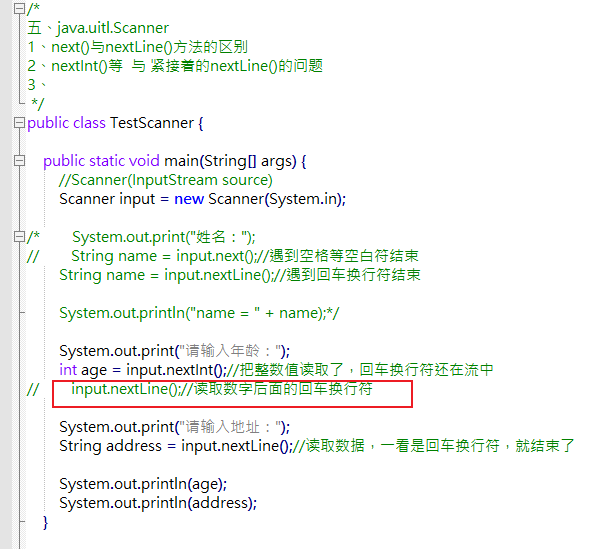 /*
五、java.uitl.Scanner
1、next()与nextLine()方法的区别
2、nextInt()等 与 紧接着的nextLine()的问题
3、
*/
public class TestScanner {
public static void main(String[] args) {
//Scanner(InputStream source)
Scanner input = new Scanner(System.in);
/* System.out.print("姓名：");
// String name = input.next();//遇到空格等空白符结束
String name = input.nextLine();//遇到回车换行符结束
System.out.println("name = " + name);*/
System.out.print("请输入年龄：");
int age = input.nextInt();//把整数值读取了，回车换行符还在流中
// input.nextLine();//读取数字后面的回车换行符
System.out.print("请输入地址：");
String address = input.nextLine();//读取数据，一看是回车换行符，就结束了
System.out.println(age);
System.out.println(address);
}